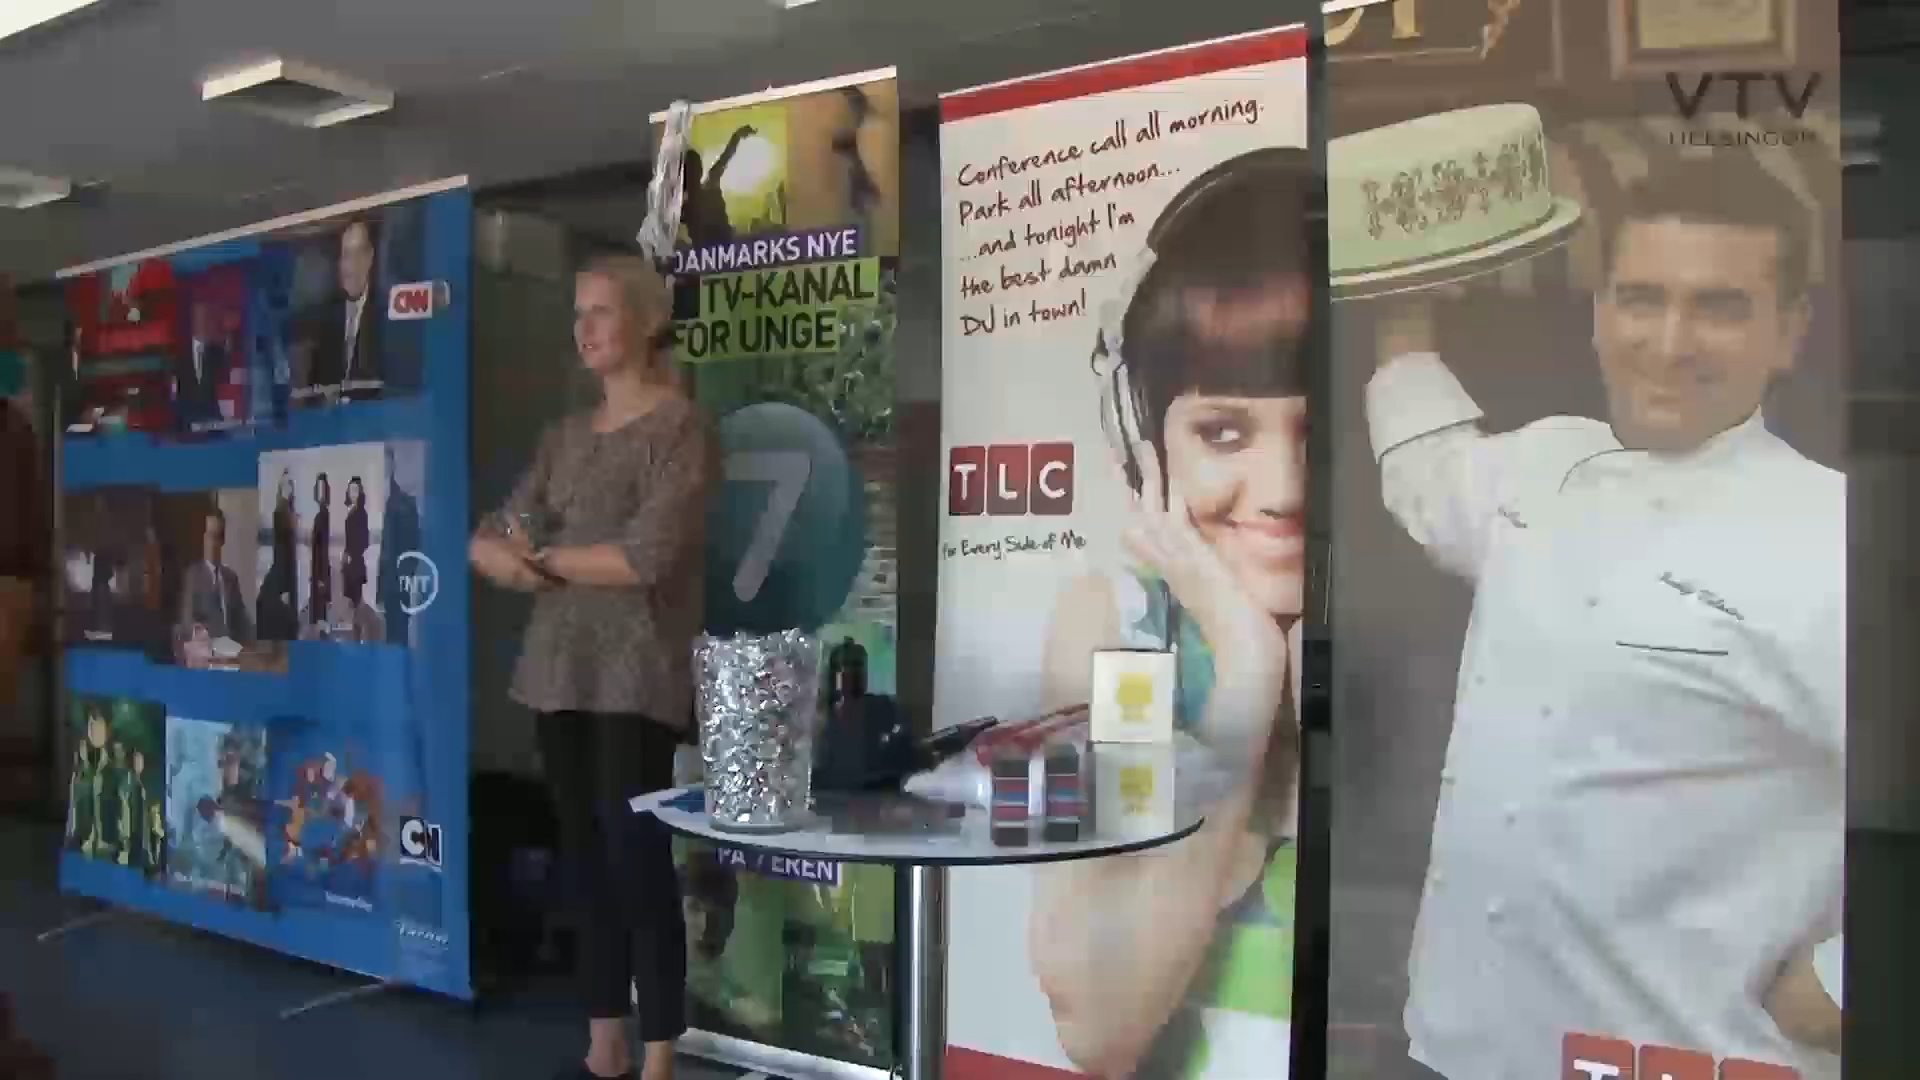 CNN
TNT
CN
DANMARKS NYE
TV-KANAL
FOR UNGE
7
PÅ 7'EREN
Conference call all morning.
Park all afternoon...
...and tonight I'm
the best damn
DJ in town!
TLC
for Every Side of Me
VTV
HELSINGØR
TLC